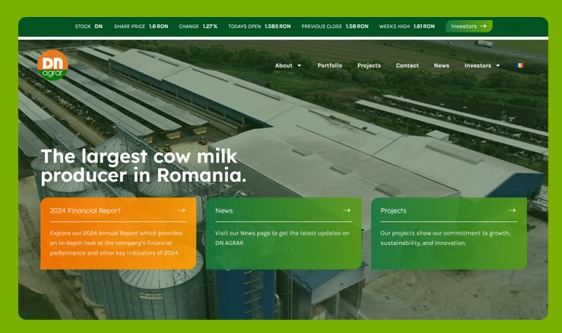 STOCK DN SHARE PRICE 1.6 RON CHANGE 1.27% TODAYS OPEN 1.585 RON PREVIOUS CLOSE 1.58 RON WEEKS HIGH 1.61 RON Investors →
DN
agrar
About Portfolio Projects Contact News Investors
The largest cow milk
producer in Romania.
2024 Financial Report →
Explore our 2024 Annual Report which provides
an in-depth look at the company's financial
performance and other key indicators of 2024.
News →
Visit our News page to get the latest updates on
DN AGRAR
Projects →
Our projects show our commitment to growth,
sustainability, and innovation.